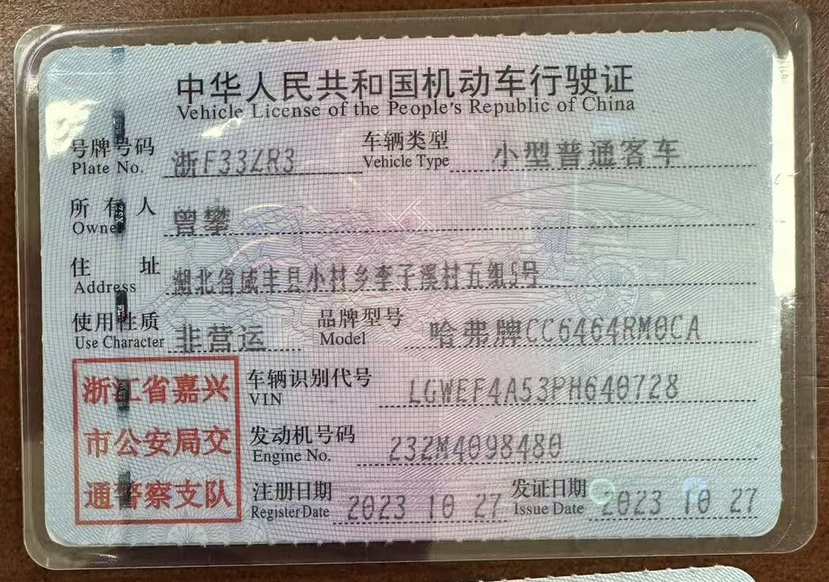 中华人民共和国机动车行驶证
Vehicle License of the People's Republic of China
号牌号码 浙F33ZR3 车辆类型 小型普通客车
Plate No. Vehicle Type
所有人 曾攀
Owner
住址 湖北省咸丰县小村乡李子溪村五组5号
Address
使用性质 非营运 品牌型号 哈弗牌CC6464RM0CA
Use Character Model
浙江省嘉兴 车辆识别代号 LGWEF4A53PH640728
VIN
市公安局交 发动机号码 232M4098480
Engine No.
通警察支队 注册日期 2023 10 27 发证日期 2023 10 27
Register Date Issue Date